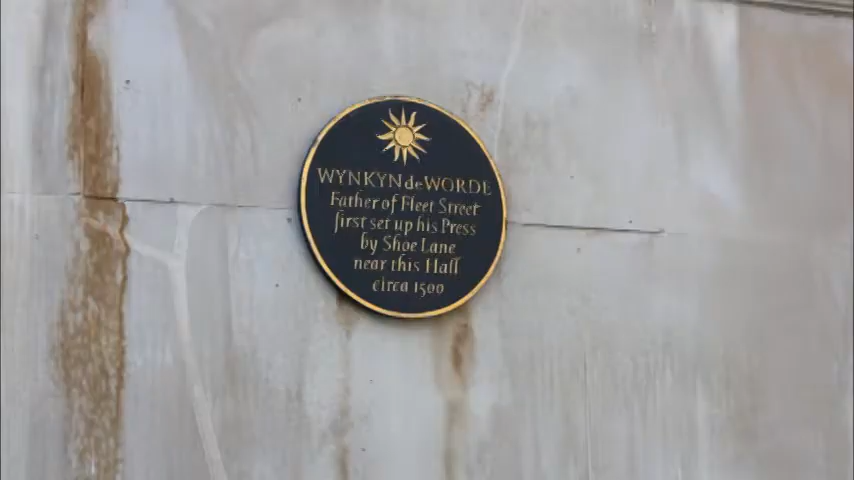 WYNKYN de WORDE
Father of Fleet Street
first set up his Press
by Shoe Lane
near this Hall
circa 1500